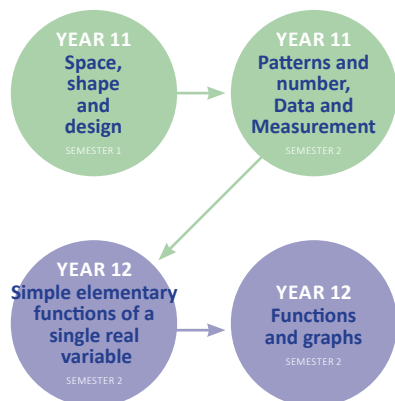 YEAR 11
Space,
shape
and
design
SEMESTER 1
YEAR 11
Patterns and
number,
Data and
Measurement
SEMESTER 2
YEAR 12
Simple elementary
functions of a
single real
variable
SEMESTER 2
YEAR 12
Functions
and graphs
SEMESTER 2